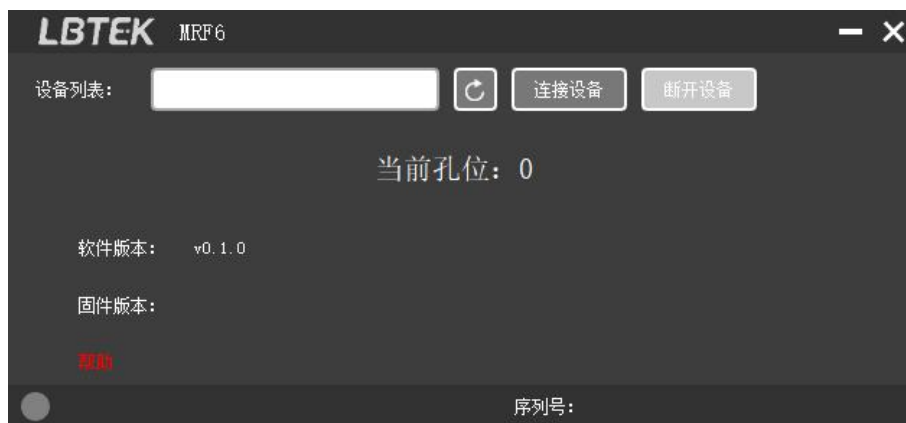 LBTEK MRF6
设备列表： 连接设备 断开设备
当前孔位：0
软件版本： v0.1.0
固件版本：
帮助
序列号：